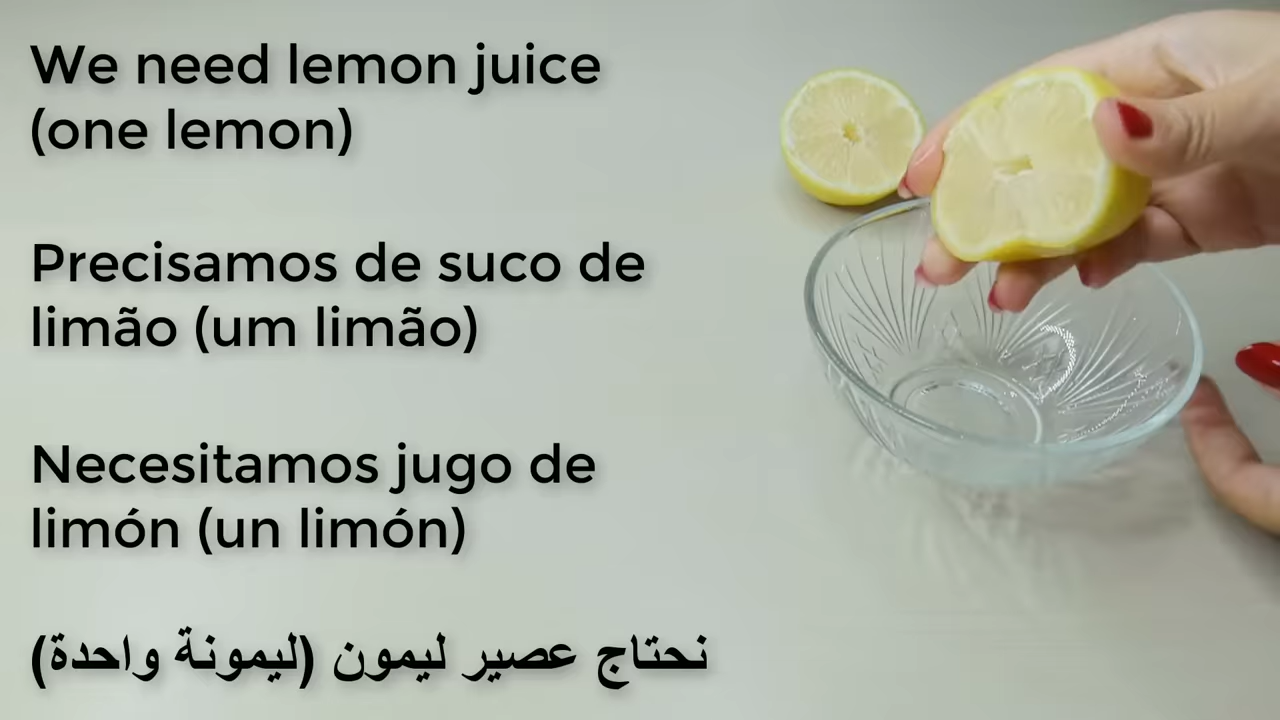 We need lemon juice
(one lemon)
Precisamos de suco de
limão (um limão)
Necesitamos jugo de
limón (un limón)
نحتاج عصير ليمون (ليمونة واحدة)